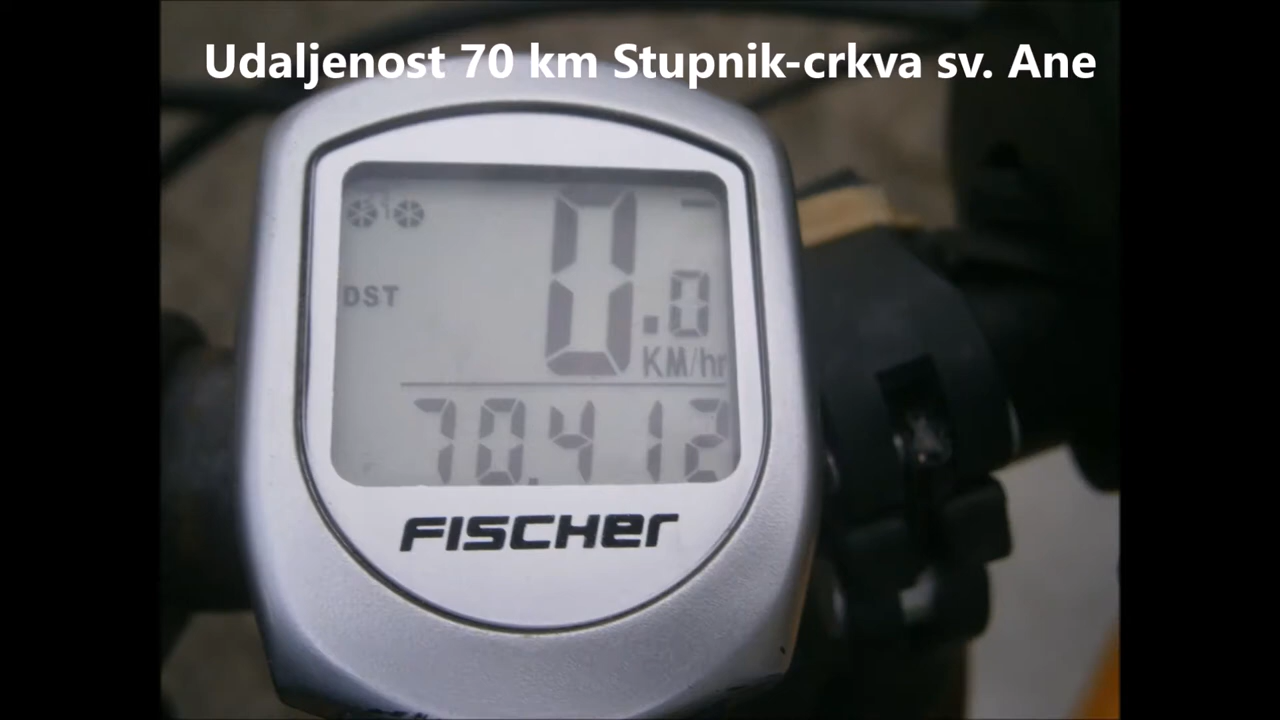 Udaljenost 70 km Stupnik-crkva sv. Ane
0.0
DST
KM/hr
70.412
FISCHER